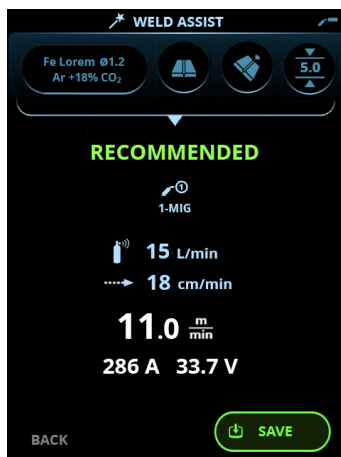 WELD ASSIST
Fe Lorem ø1.2
Ar +18% CO₂
5.0
RECOMMENDED
1
1-MIG
15 L/min
18 cm/min
11.0 m/min
286 A 33.7 V
BACK
SAVE